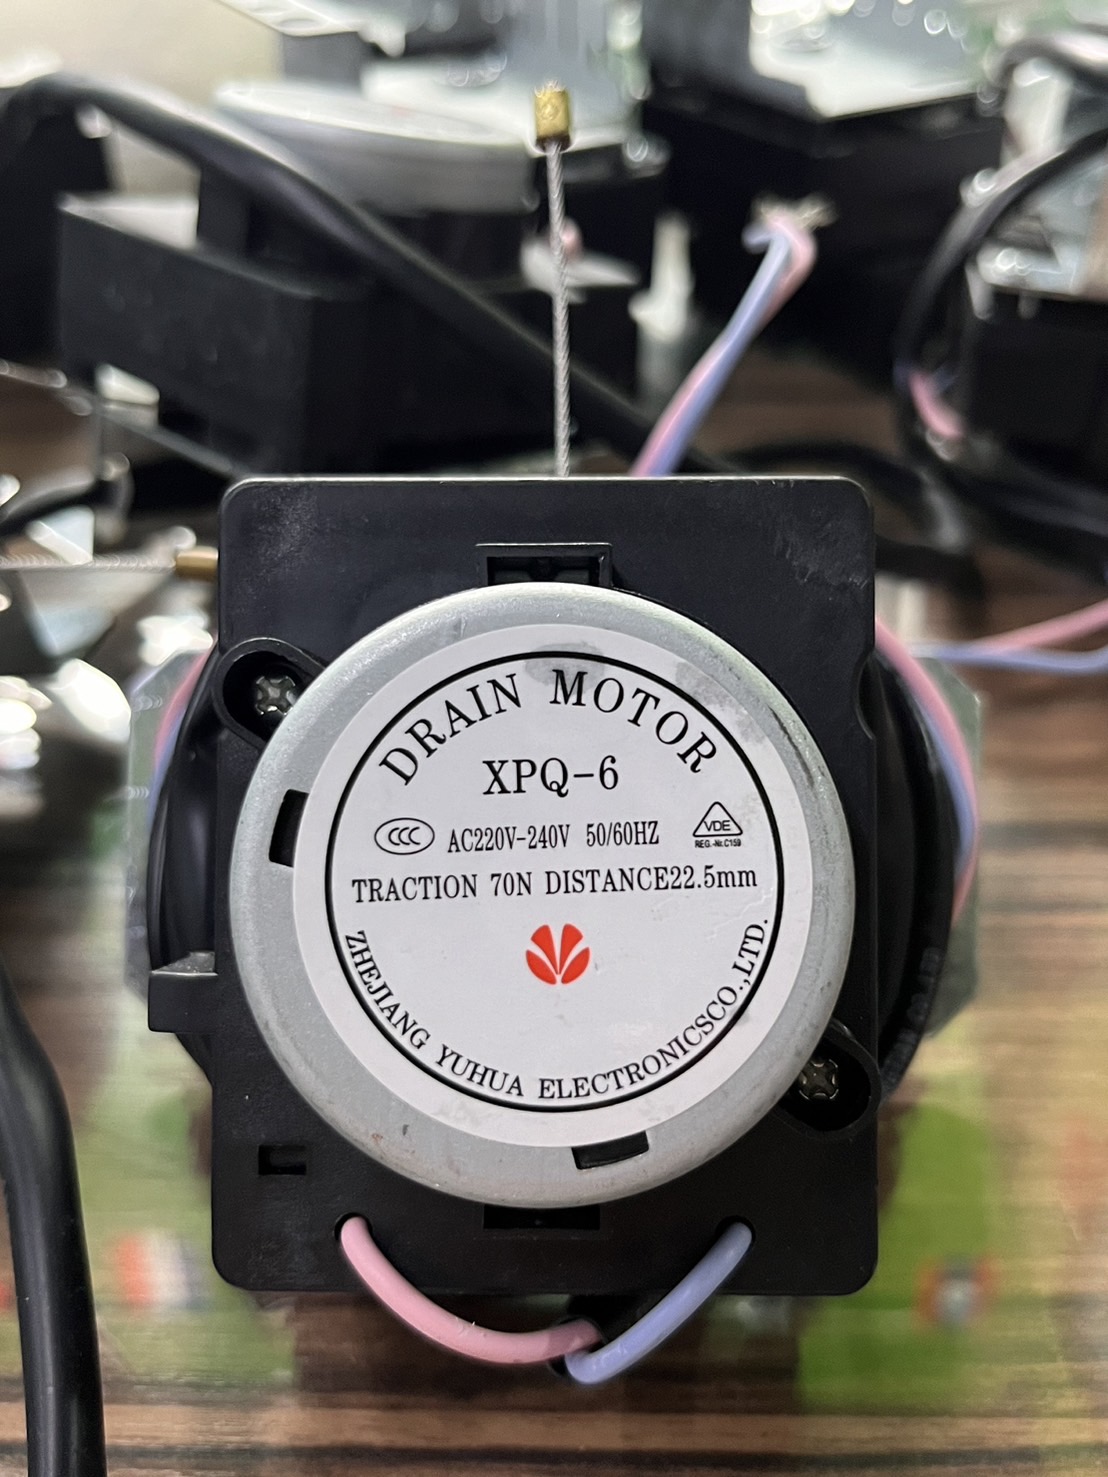 DRAIN MOTOR
XPQ-6
CCC AC220V-240V 50/60HZ VDE
REG.-Nr.C159
TRACTION 70N DISTANCE22.5mm
ZHEJIANG YUHUA ELECTRONICSCO.,LTD.